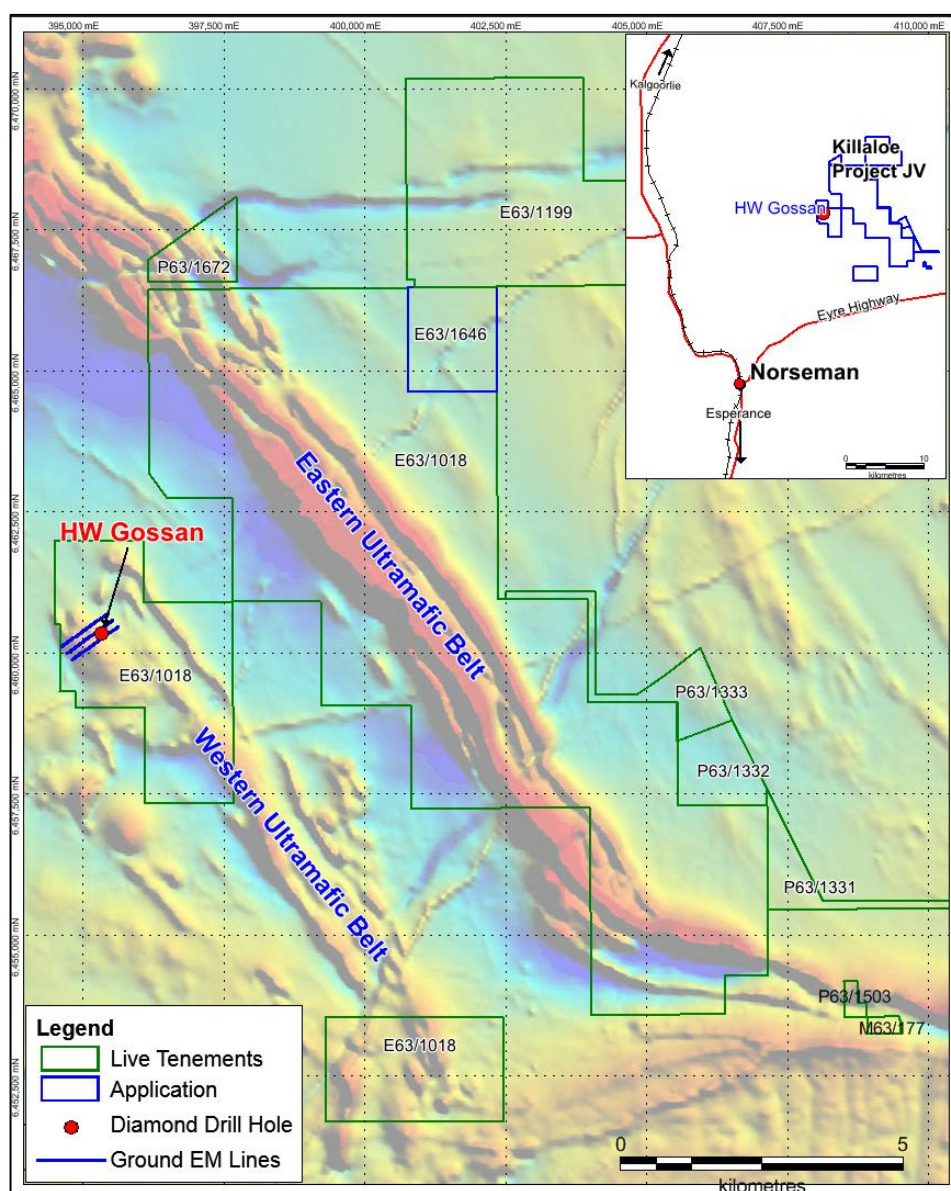 395,000 mE
397,500 mE
400,000 mE
402,500 mE
405,000 mE
407,500 mE
410,000 mE
6,470,000 mN
6,467,500 mN
6,465,000 mN
6,462,500 mN
6,460,000 mN
6,457,500 mN
6,455,000 mN
6,452,500 mN
Kalgoorlie
Killaloe
Project JV
HW Gossan
Eyre Highway
Norseman
Esperance
0 10
kilometres
E63/1199
P63/1672
E63/1646
E63/1018
Eastern Ultramafic Belt
HW Gossan
E63/1018
Western Ultramafic Belt
P63/1333
P63/1332
P63/1331
P63/1503
M63/177
E63/1018
Legend
Live Tenements
Application
Diamond Drill Hole
Ground EM Lines
0 5
kilometres